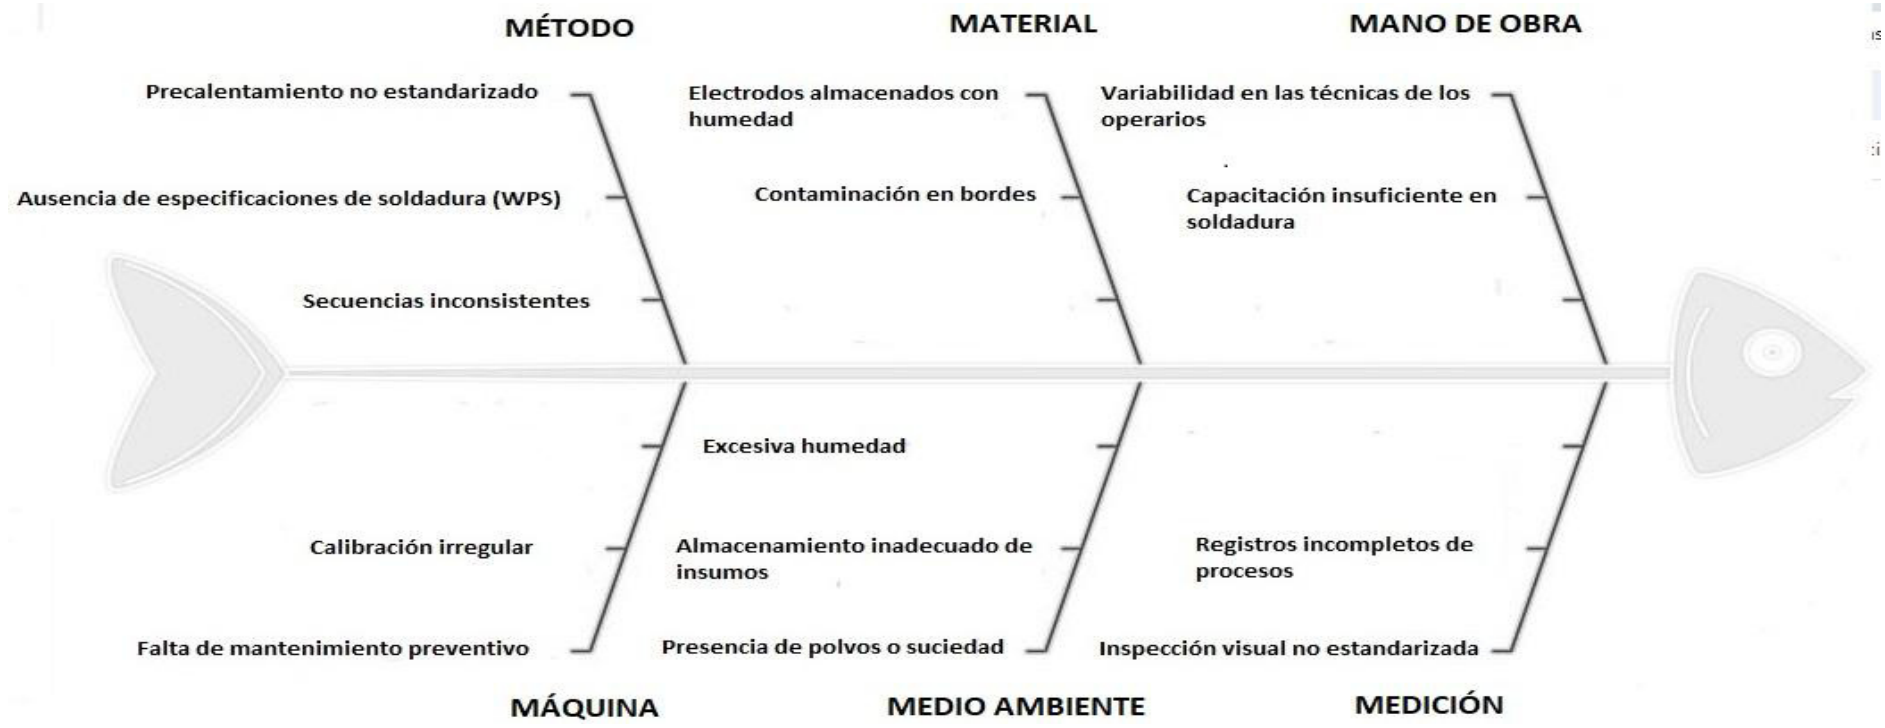 MÉTODO
MATERIAL
MANO DE OBRA
Precalentamiento no estandarizado
Electrodos almacenados con
humedad
Variabilidad en las técnicas de los
operarios
Ausencia de especificaciones de soldadura (WPS)
Contaminación en bordes
Capacitación insuficiente en
soldadura
Secuencias inconsistentes
Excesiva humedad
Calibración irregular
Almacenamiento inadecuado de
insumos
Registros incompletos de
procesos
Falta de mantenimiento preventivo
Presencia de polvos o suciedad
Inspección visual no estandarizada
MÁQUINA
MEDIO AMBIENTE
MEDICIÓN